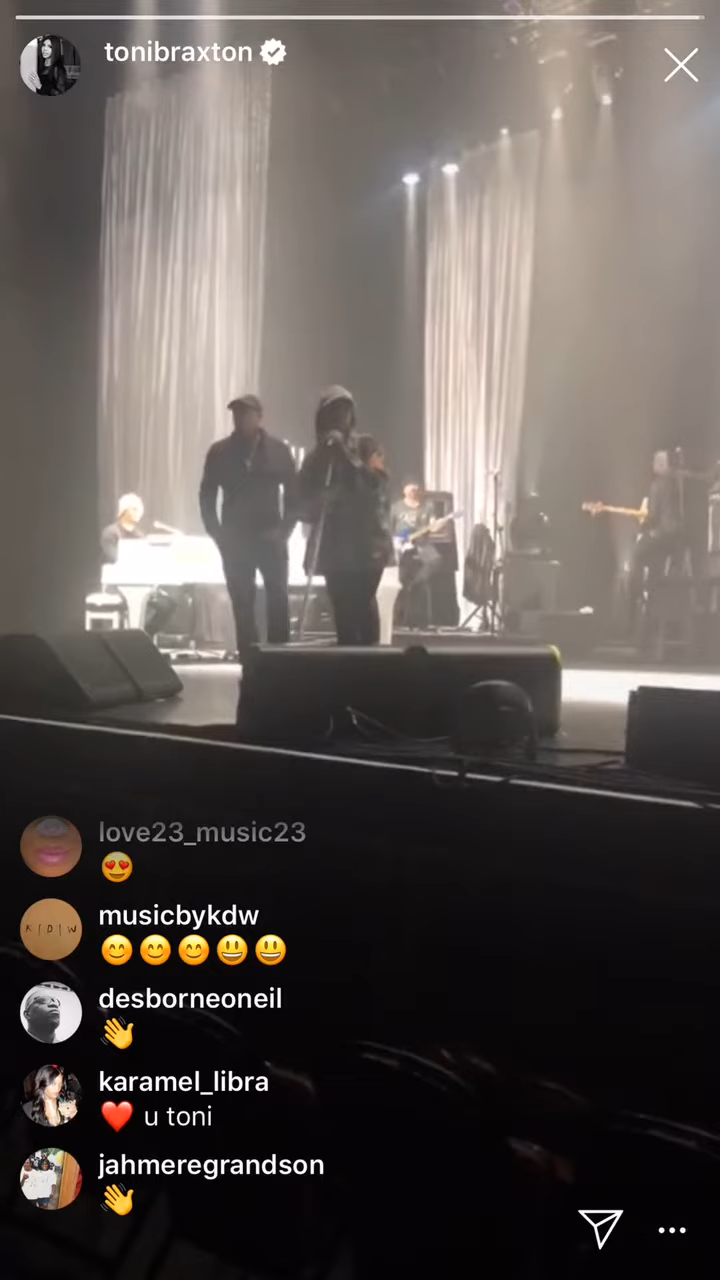 tonibraxton
love23_music23
😍
musicbykdw
😊😊😊😃😃
K | D | W
desborneoneil
👋
karamel_libra
❤️ u toni
jahmeregrandson
👋